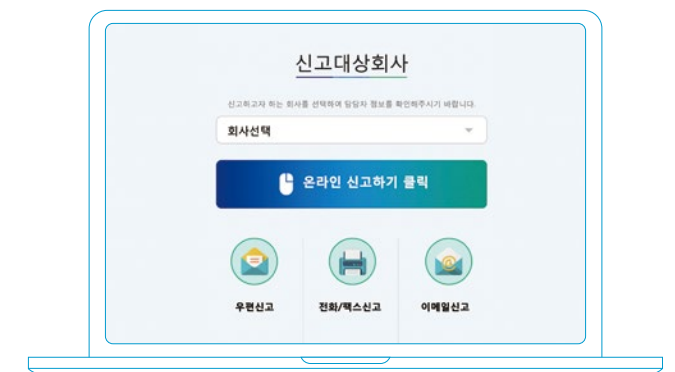 신고대상회사
신고하고자 하는 회사를 선택하여 담당자 정보를 확인해주시기 바랍니다.
회사선택
온라인 신고하기 클릭
우편신고
전화/팩스신고
이메일신고